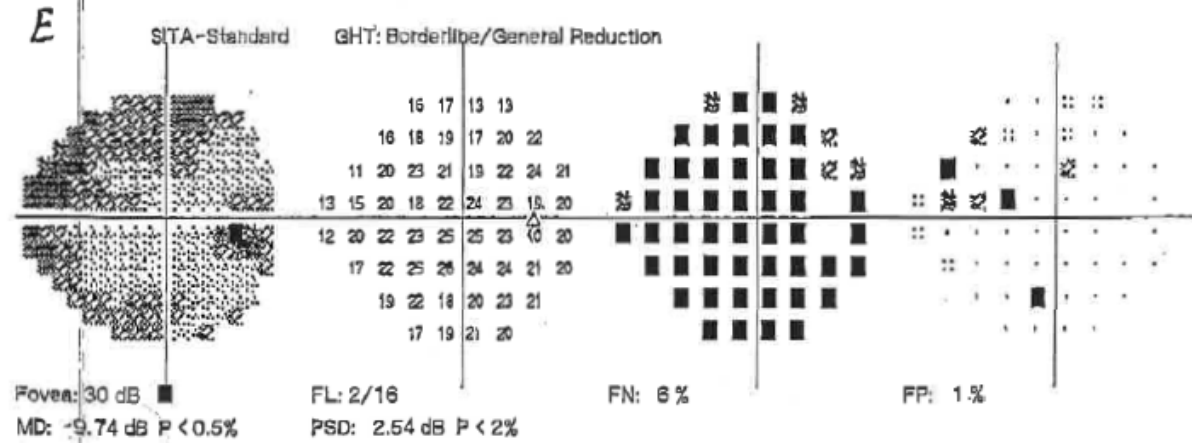 E
SITA-Standard GHT: Borderline/General Reduction
16 17 13 13
16 18 19 17 20 22
11 20 23 21 19 22 24 21
13 15 20 18 22 24 23 19 20
12 20 22 23 25 25 23 <0 20
17 22 25 26 24 24 21 20
19 22 18 20 23 21
17 19 21 20
Fovea: 30 dB FL: 2/16 FN: 6 % FP: 1 %
MD: -9.74 dB P < 0.5% PSD: 2.54 dB P < 2%